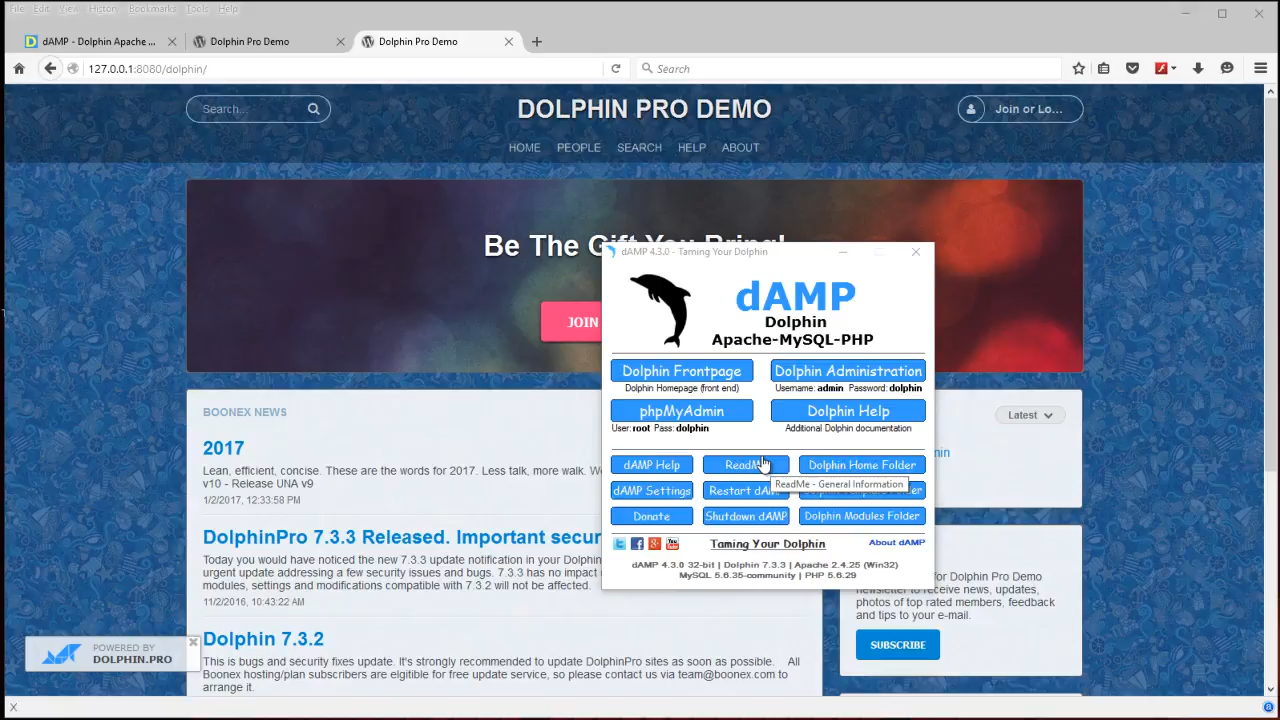 File Edit View History Bookmarks Tools Help
dAMP - Dolphin Apache ...
Dolphin Pro Demo
Dolphin Pro Demo
127.0.0.1:8080/dolphin/
Search
Search...
DOLPHIN PRO DEMO
Join or Lo...
HOME PEOPLE SEARCH HELP ABOUT
Be The Gift You Bring!
JOIN
BOONEX NEWS
Latest
2017
Lean, efficient, concise. These are the words for 2017. Less talk, more work. W
v10 - Release UNA v9
1/2/2017, 12:33:58 PM
DolphinPro 7.3.3 Released. Important secur
Today you would have noticed the new 7.3.3 update notification in your Dolphin
urgent update addressing a few security issues and bugs. 7.3.3 has no impact
modules, settings and modifications compatible with 7.3.2 will not be affected.
11/2/2016, 10:43:22 AM
Dolphin 7.3.2
This is bugs and security fixes update. It's strongly recommended to update DolphinPro sites as soon as possible. All
Boonex hosting/plan subscribers are elgitible for free update service, so please contact us via team@boonex.com to
arrange it.
POWERED BY
DOLPHIN.PRO
dAMP 4.3.0 - Taming Your Dolphin
dAMP
Dolphin
Apache-MySQL-PHP
Dolphin Frontpage
Dolphin Homepage (front end)
Dolphin Administration
Username: admin Password: dolphin
phpMyAdmin
User: root Pass: dolphin
Dolphin Help
Additional Dolphin documentation
dAMP Help
ReadMe
Dolphin Home Folder
ReadMe - General Information
dAMP Settings
Restart dAMP
Donate
Shutdown dAMP
Dolphin Modules Folder
Taming Your Dolphin
About dAMP
dAMP 4.3.0 32-bit | Dolphin 7.3.3 | Apache 2.4.25 (Win32)
MySQL 5.6.35-community | PHP 5.6.29
min
for Dolphin Pro Demo
newsletter to receive news, updates,
photos of top rated members, feedback
and tips to your e-mail.
SUBSCRIBE